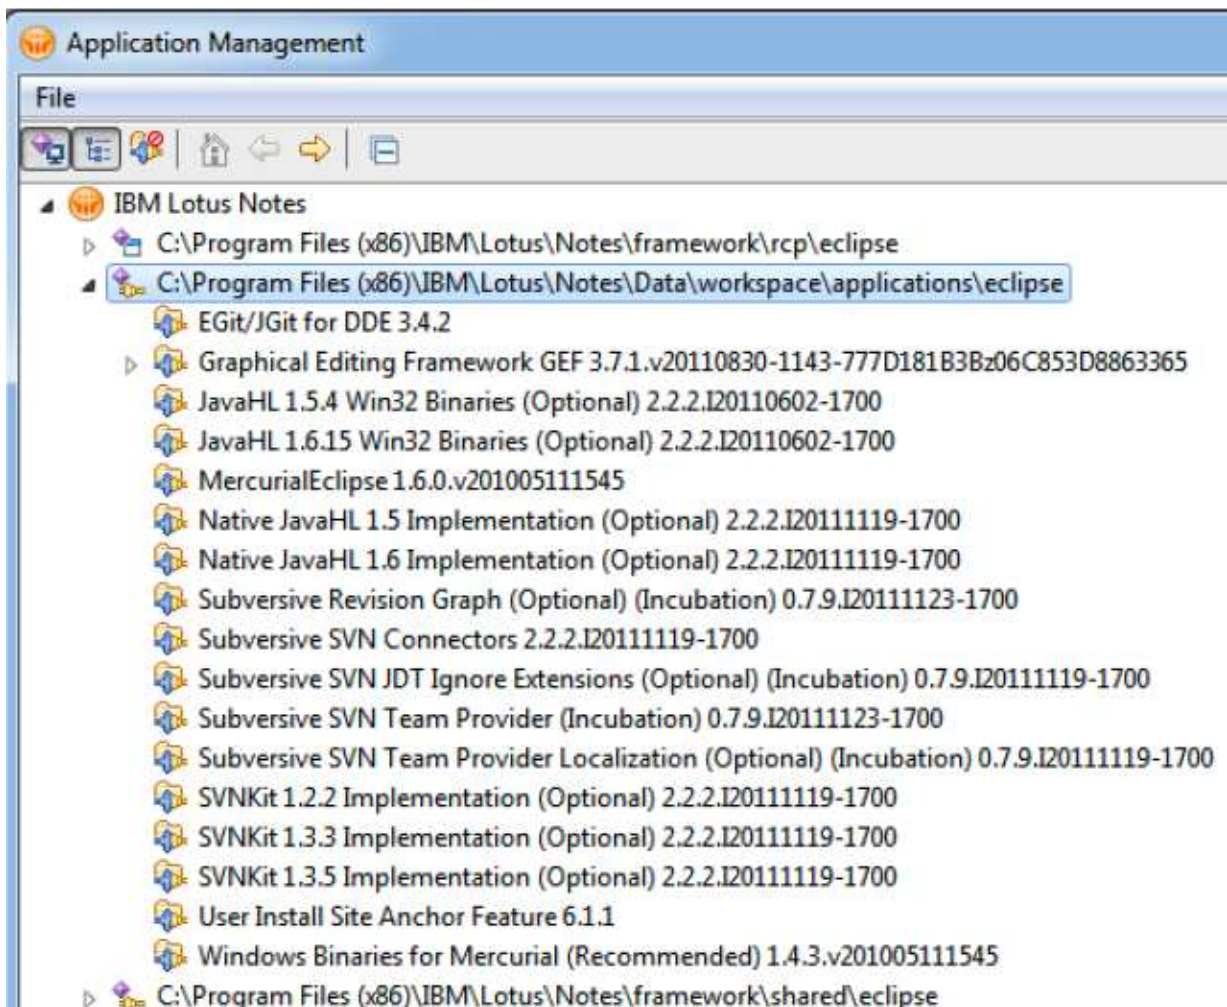 Application Management
File
IBM Lotus Notes
C:\Program Files (x86)\IBM\Lotus\Notes\framework\rcp\eclipse
C:\Program Files (x86)\IBM\Lotus\Notes\Data\workspace\applications\eclipse
EGit/JGit for DDE 3.4.2
Graphical Editing Framework GEF 3.7.1.v20110830-1143-777D181B3Bz06C853D8863365
JavaHL 1.5.4 Win32 Binaries (Optional) 2.2.2.I20110602-1700
JavaHL 1.6.15 Win32 Binaries (Optional) 2.2.2.I20110602-1700
MercurialEclipse 1.6.0.v201005111545
Native JavaHL 1.5 Implementation (Optional) 2.2.2.I20111119-1700
Native JavaHL 1.6 Implementation (Optional) 2.2.2.I20111119-1700
Subversive Revision Graph (Optional) (Incubation) 0.7.9.I20111123-1700
Subversive SVN Connectors 2.2.2.I20111119-1700
Subversive SVN JDT Ignore Extensions (Optional) (Incubation) 0.7.9.I20111119-1700
Subversive SVN Team Provider (Incubation) 0.7.9.I20111123-1700
Subversive SVN Team Provider Localization (Optional) (Incubation) 0.7.9.I20111119-1700
SVNKit 1.2.2 Implementation (Optional) 2.2.2.I20111119-1700
SVNKit 1.3.3 Implementation (Optional) 2.2.2.I20111119-1700
SVNKit 1.3.5 Implementation (Optional) 2.2.2.I20111119-1700
User Install Site Anchor Feature 6.1.1
Windows Binaries for Mercurial (Recommended) 1.4.3.v201005111545
C:\Program Files (x86)\IBM\Lotus\Notes\framework\shared\eclipse